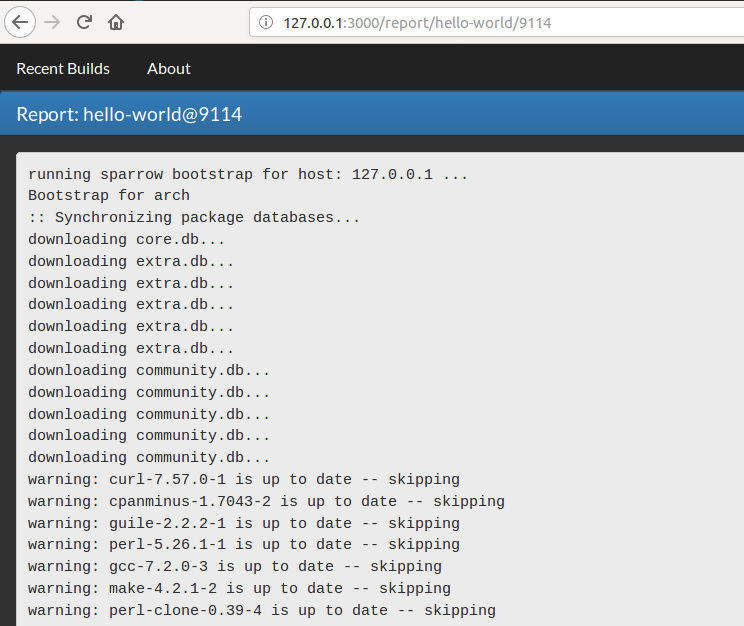 127.0.0.1:3000/report/hello-world/9114
Recent Builds About
Report: hello-world@9114
running sparrow bootstrap for host: 127.0.0.1 ...
Bootstrap for arch
:: Synchronizing package databases...
downloading core.db...
downloading extra.db...
downloading extra.db...
downloading extra.db...
downloading extra.db...
downloading extra.db...
downloading community.db...
downloading community.db...
downloading community.db...
downloading community.db...
downloading community.db...
warning: curl-7.57.0-1 is up to date -- skipping
warning: cpanminus-1.7043-2 is up to date -- skipping
warning: guile-2.2.2-1 is up to date -- skipping
warning: perl-5.26.1-1 is up to date -- skipping
warning: gcc-7.2.0-3 is up to date -- skipping
warning: make-4.2.1-2 is up to date -- skipping
warning: perl-clone-0.39-4 is up to date -- skipping